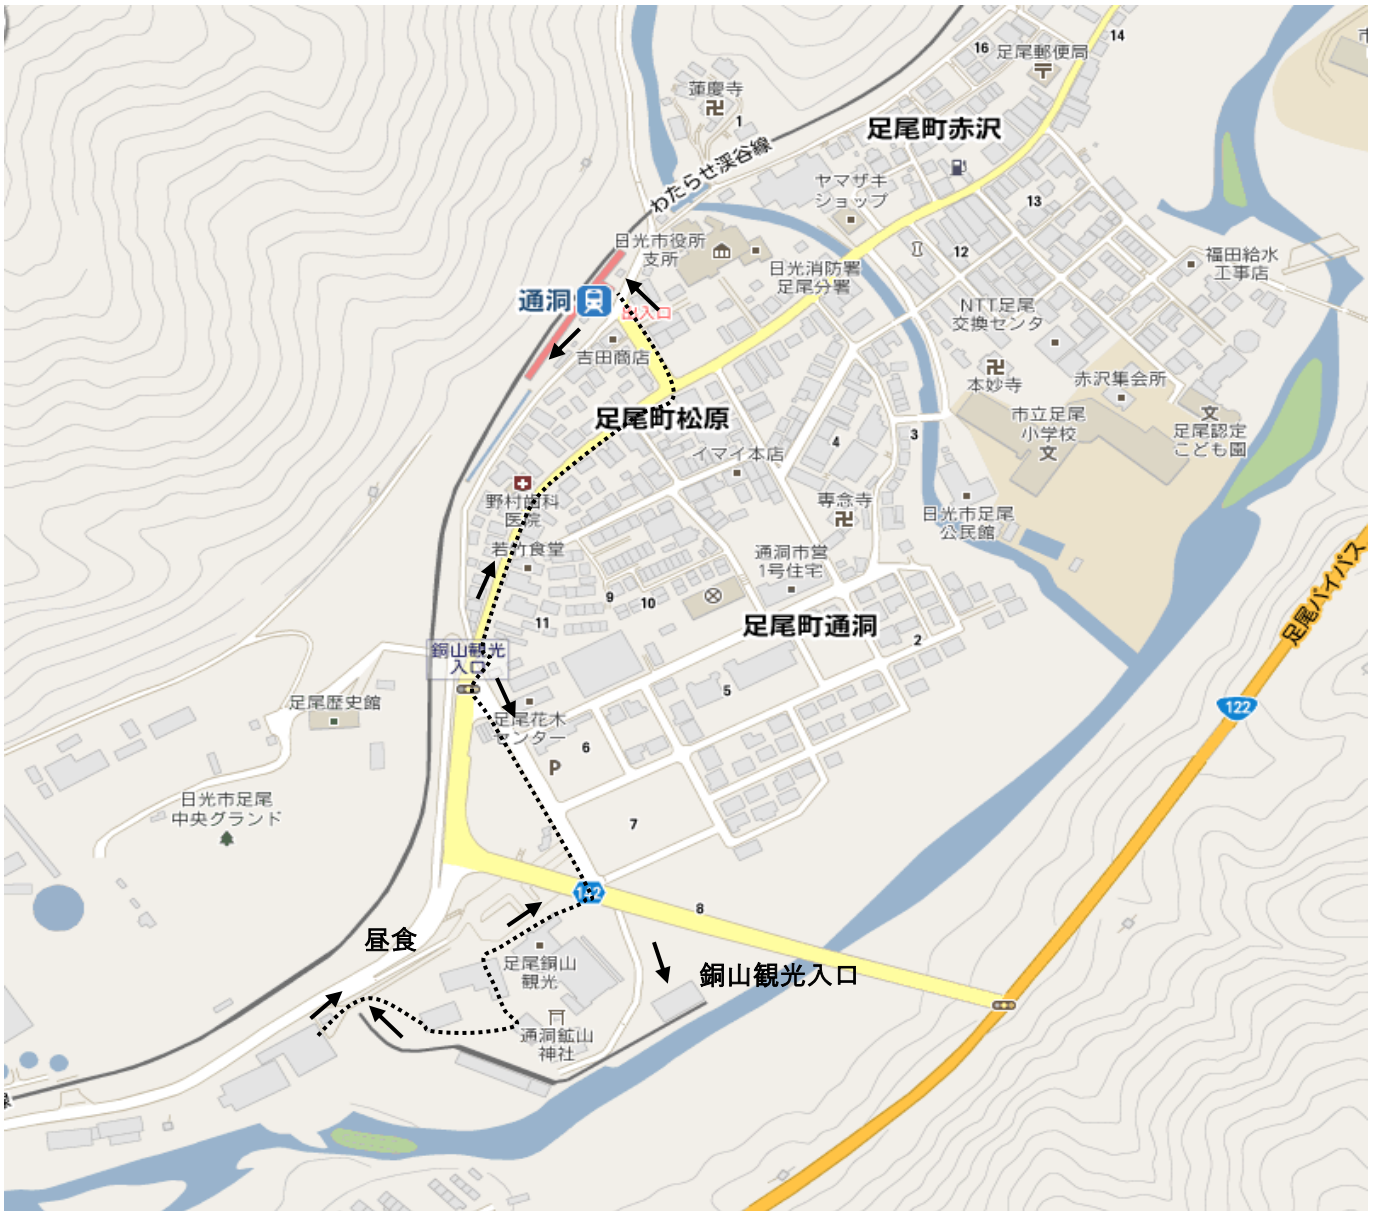 14
16
足尾郵便局
蓮慶寺
1
足尾町赤沢
わたらせ渓谷線
ヤマザキ
ショップ
13
日光市役所
支所
12
福田給水
工事店
日光消防署
足尾分署
通洞
出入口
NTT足尾
交換センタ
吉田商店
本妙寺
赤沢集会所
足尾町松原
市立足尾
小学校
文
文
足尾認定
こども園
4
3
イマイ本店
野村歯科
医院
専念寺
日光市足尾
公民館
若竹食堂
通洞市営
1号住宅
足尾バイパス
9
10
11
足尾町通洞
2
銅山観光
入口
5
122
足尾歴史館
足尾花木
センター
6
P
日光市足尾
中央グランド
7
142
8
昼食
足尾銅山
観光
銅山観光入口
通洞鉱山
神社